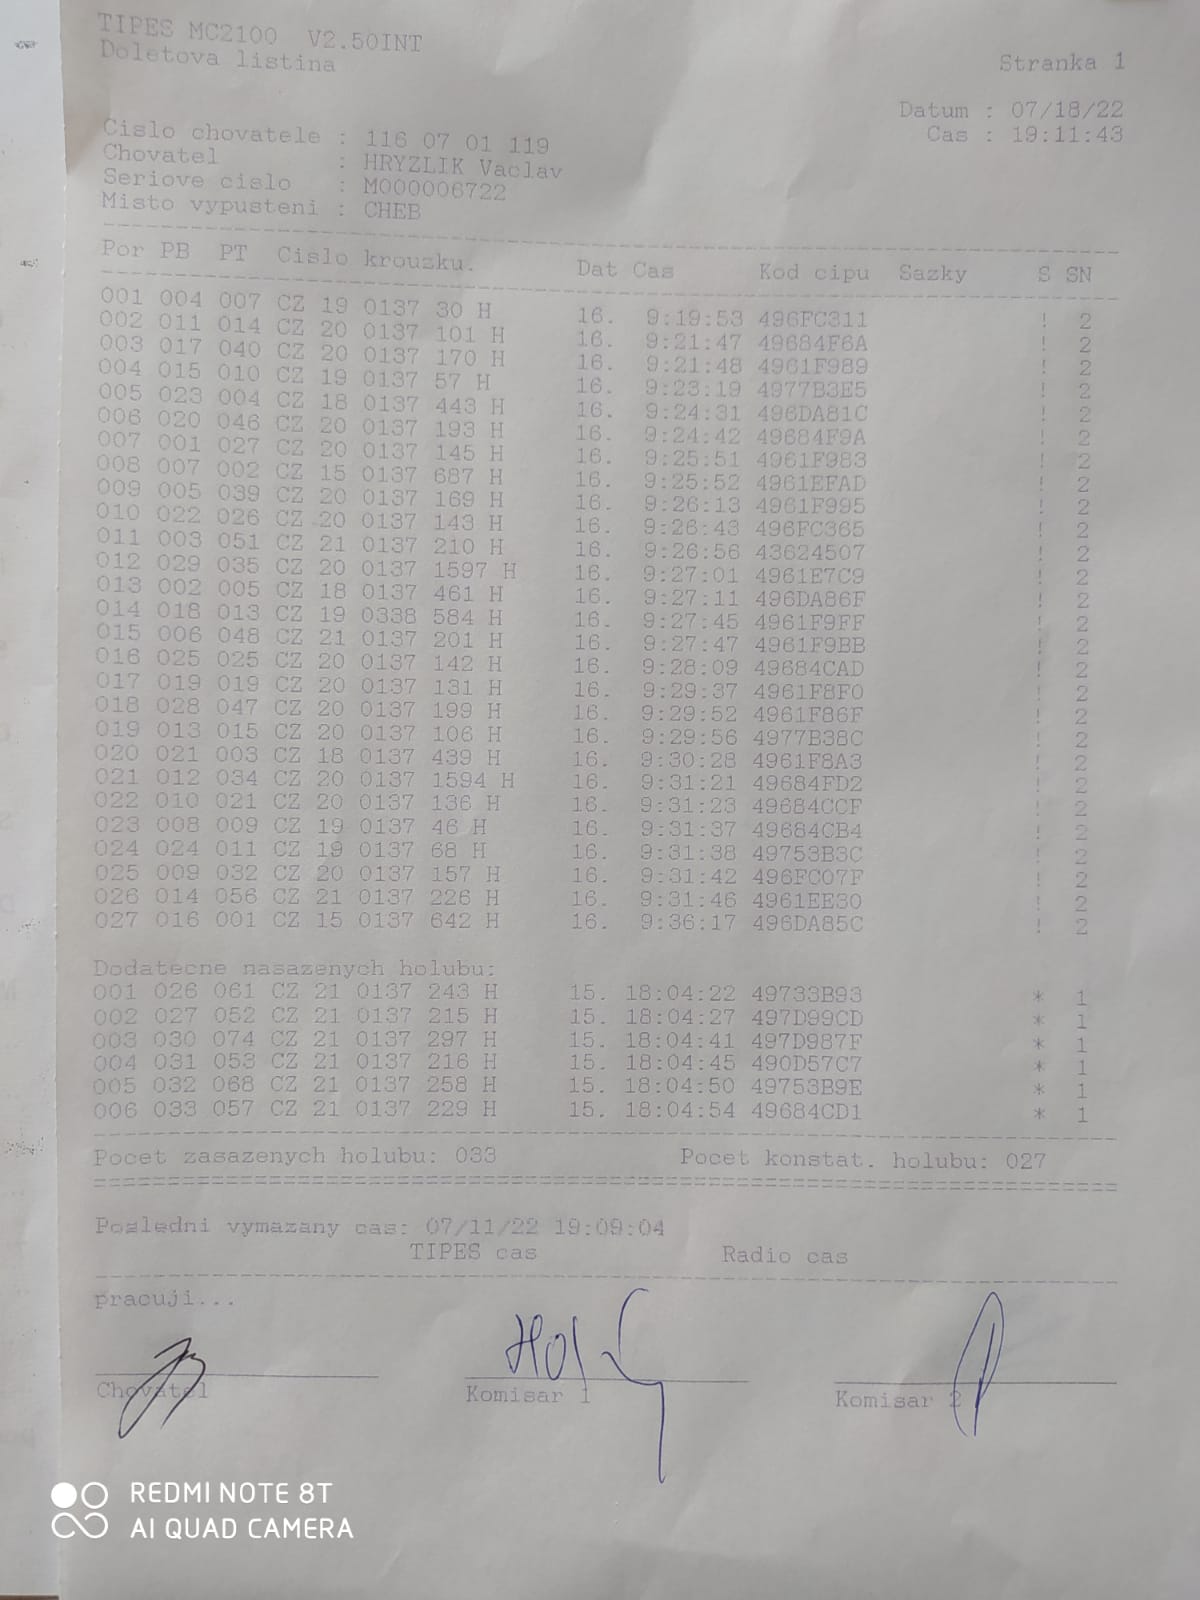 TIPES MC2100 V2.50INT
Doletova listina
Stranka 1
Datum : 07/18/22
Cas : 19:11:43
Cislo chovatele : 116 07 01 119
Chovatel : HRYZLIK Vaclav
Seriove cislo : M000006722
Misto vypusteni : CHEB
Por PB PT Cislo krouzku. Dat Cas Kod cipu Sazky S SN
001 004 007 CZ 19 0137 30 H 16. 9:19:53 496FC311 ! 2
002 011 014 CZ 20 0137 101 H 16. 9:21:47 49684F6A ! 2
003 017 040 CZ 20 0137 170 H 16. 9:21:48 4961F989 ! 2
004 015 010 CZ 19 0137 57 H 16. 9:23:19 4977B3E5 ! 2
005 023 004 CZ 18 0137 443 H 16. 9:24:31 496DA81C ! 2
006 020 046 CZ 20 0137 193 H 16. 9:24:42 49684F9A ! 2
007 001 027 CZ 20 0137 145 H 16. 9:25:51 4961F983 ! 2
008 007 002 CZ 15 0137 687 H 16. 9:25:52 4961EFAD ! 2
009 005 039 CZ 20 0137 169 H 16. 9:26:13 4961F995 ! 2
010 022 026 CZ 20 0137 143 H 16. 9:26:43 496FC365 ! 2
011 003 051 CZ 21 0137 210 H 16. 9:26:56 43624507 ! 2
012 029 035 CZ 20 0137 1597 H 16. 9:27:01 4961E7C9 ! 2
013 002 005 CZ 18 0137 461 H 16. 9:27:11 496DA86F ! 2
014 018 013 CZ 19 0338 584 H 16. 9:27:45 4961F9FF ! 2
015 006 048 CZ 21 0137 201 H 16. 9:27:47 4961F9BB ! 2
016 025 025 CZ 20 0137 142 H 16. 9:28:09 49684CAD ! 2
017 019 019 CZ 20 0137 131 H 16. 9:29:37 4961F8F0 ! 2
018 028 047 CZ 20 0137 199 H 16. 9:29:52 4961F86F ! 2
019 013 015 CZ 20 0137 106 H 16. 9:29:56 4977B38C ! 2
020 021 003 CZ 18 0137 439 H 16. 9:30:28 4961F8A3 ! 2
021 012 034 CZ 20 0137 1594 H 16. 9:31:21 49684FD2 ! 2
022 010 021 CZ 20 0137 136 H 16. 9:31:23 49684CCF ! 2
023 008 009 CZ 19 0137 46 H 16. 9:31:37 49684CB4 ! 2
024 024 011 CZ 19 0137 68 H 16. 9:31:38 49753B3C ! 2
025 009 032 CZ 20 0137 157 H 16. 9:31:42 496FC07F ! 2
026 014 056 CZ 21 0137 226 H 16. 9:31:46 4961EE30 ! 2
027 016 001 CZ 15 0137 642 H 16. 9:36:17 496DA85C ! 2
Dodatecne nasazenych holubu:
001 026 061 CZ 21 0137 243 H 15. 18:04:22 49733B93 * 1
002 027 052 CZ 21 0137 215 H 15. 18:04:27 497D99CD * 1
003 030 074 CZ 21 0137 297 H 15. 18:04:41 497D987F * 1
004 031 053 CZ 21 0137 216 H 15. 18:04:45 490D57C7 * 1
005 032 068 CZ 21 0137 258 H 15. 18:04:50 49753B9E * 1
006 033 057 CZ 21 0137 229 H 15. 18:04:54 49684CD1 * 1
Pocet zasazenych holubu: 033 Pocet konstat. holubu: 027
Posledni vymazany cas: 07/11/22 19:09:04
TIPES cas Radio cas
pracuji...
Chovatel Komisar 1 Komisar 2
REDMI NOTE 8T
AI QUAD CAMERA